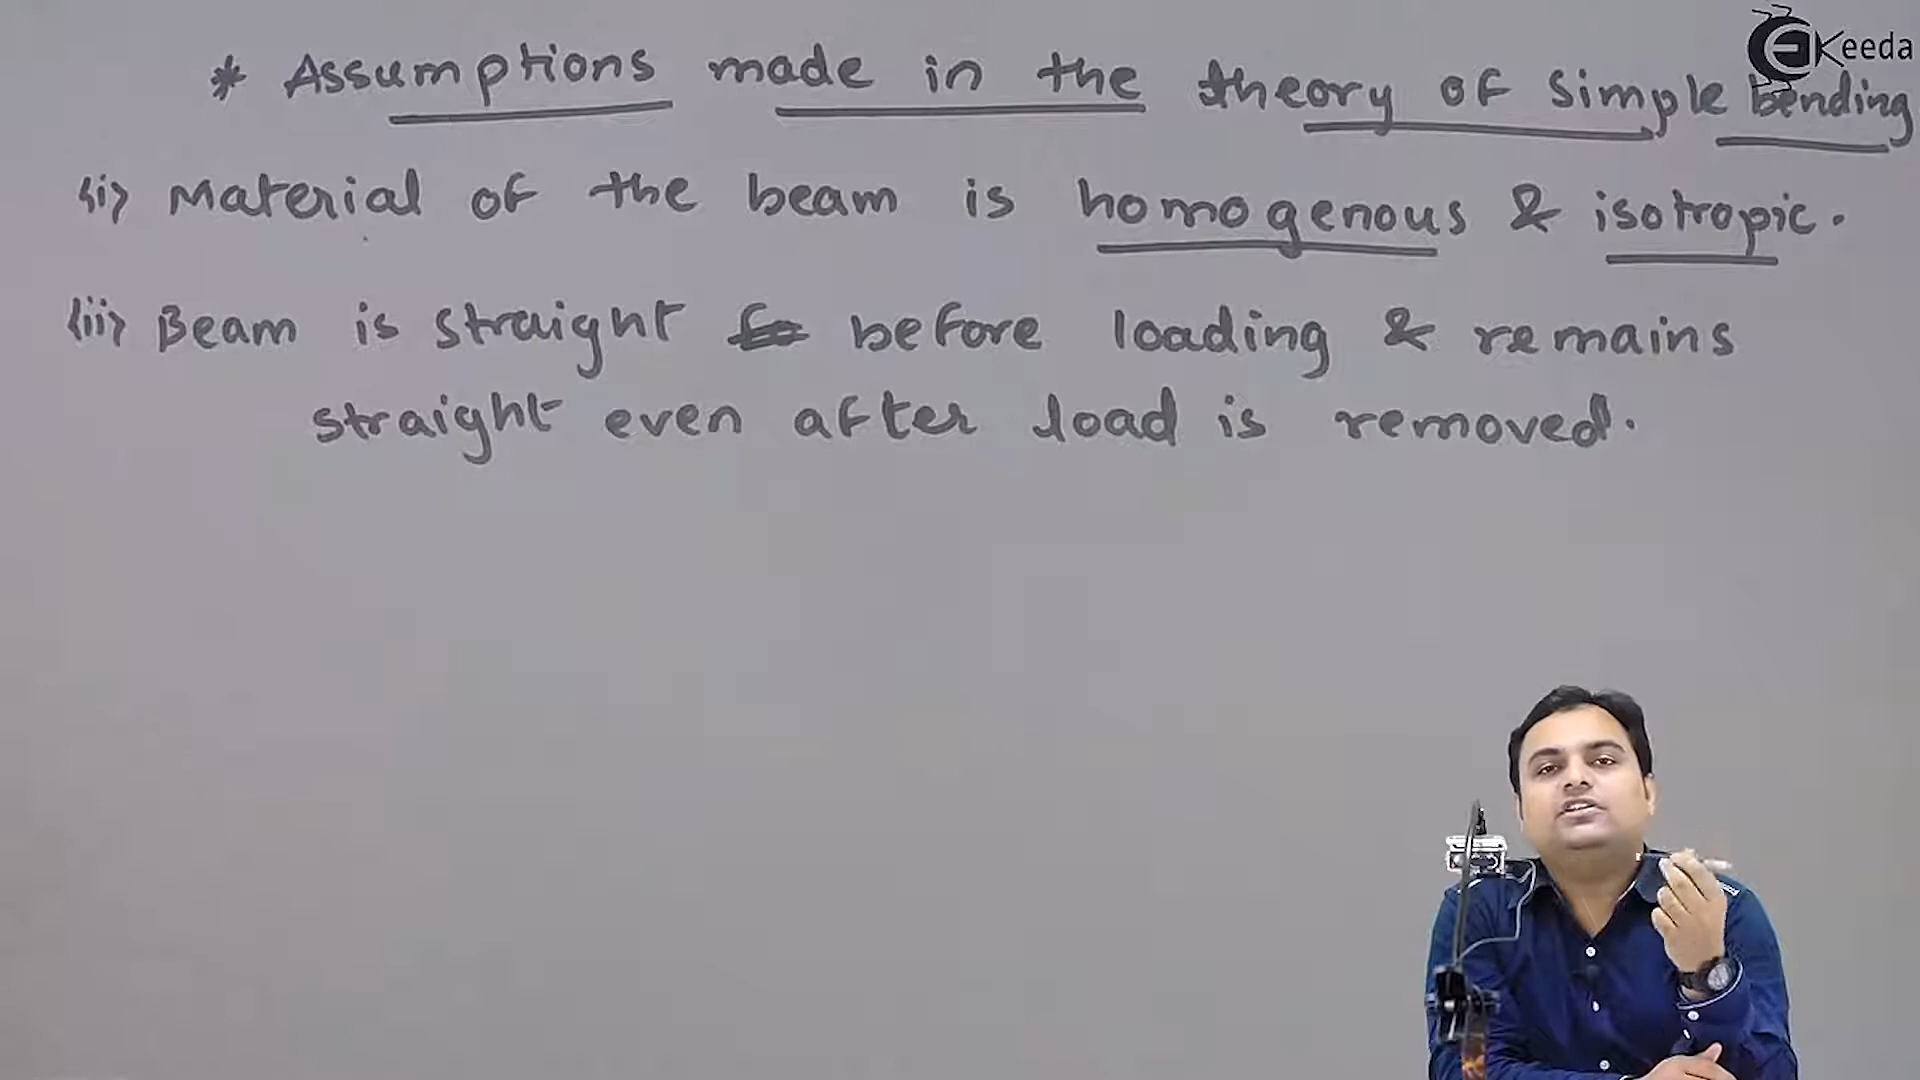 * Assumptions made in the theory of simple bending
(i) Material of the beam is homogenous & isotropic.
(ii) Beam is straight before loading & remains
straight even after load is removed.
EKeeda